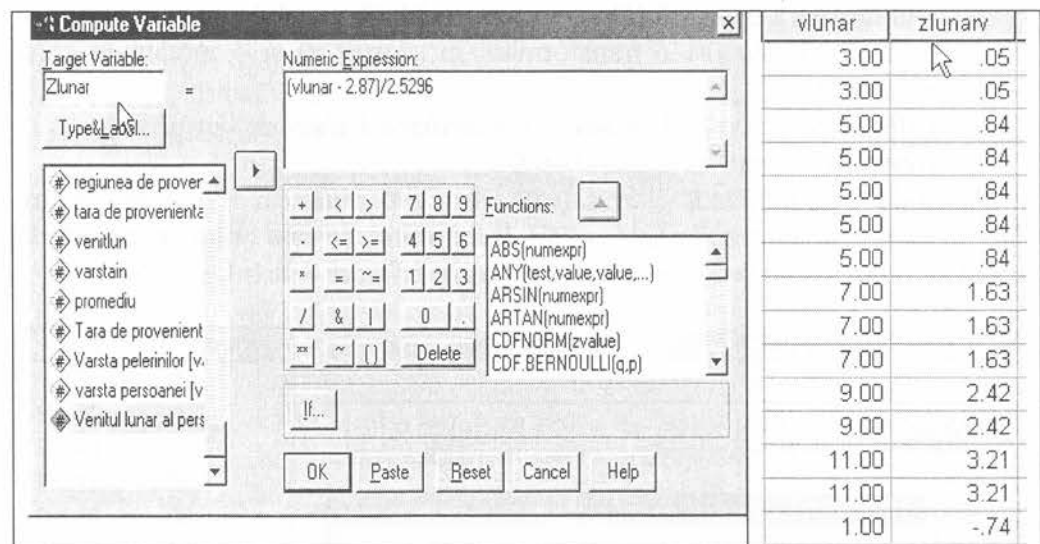 Compute Variable
Target Variable:
Zlunar
=
Type&Label...
Numeric Expression:
(vlunar - 2.87)/2.5296
regiunea de prover
tara de provenienta
venitlun
varstain
promediu
Tara de provenient
Varsta pelerinilor [v
varsta persoanei [v
Venitul lunar al pers
+ < > 7 8 9
- <= >= 4 5 6
* = ~= 1 2 3
/ & | 0 .
** ~ () Delete
Functions:
ABS(numexpr)
ANY(test,value,value,...)
ARSIN(numexpr)
ARTAN(numexpr)
CDFNORM(zvalue)
CDF.BERNOULLI(q,p)
If...
OK Paste Reset Cancel Help
vlunar zlunarv
3.00 .05
3.00 .05
5.00 .84
5.00 .84
5.00 .84
5.00 .84
5.00 .84
7.00 1.63
7.00 1.63
7.00 1.63
9.00 2.42
9.00 2.42
11.00 3.21
11.00 3.21
1.00 -.74